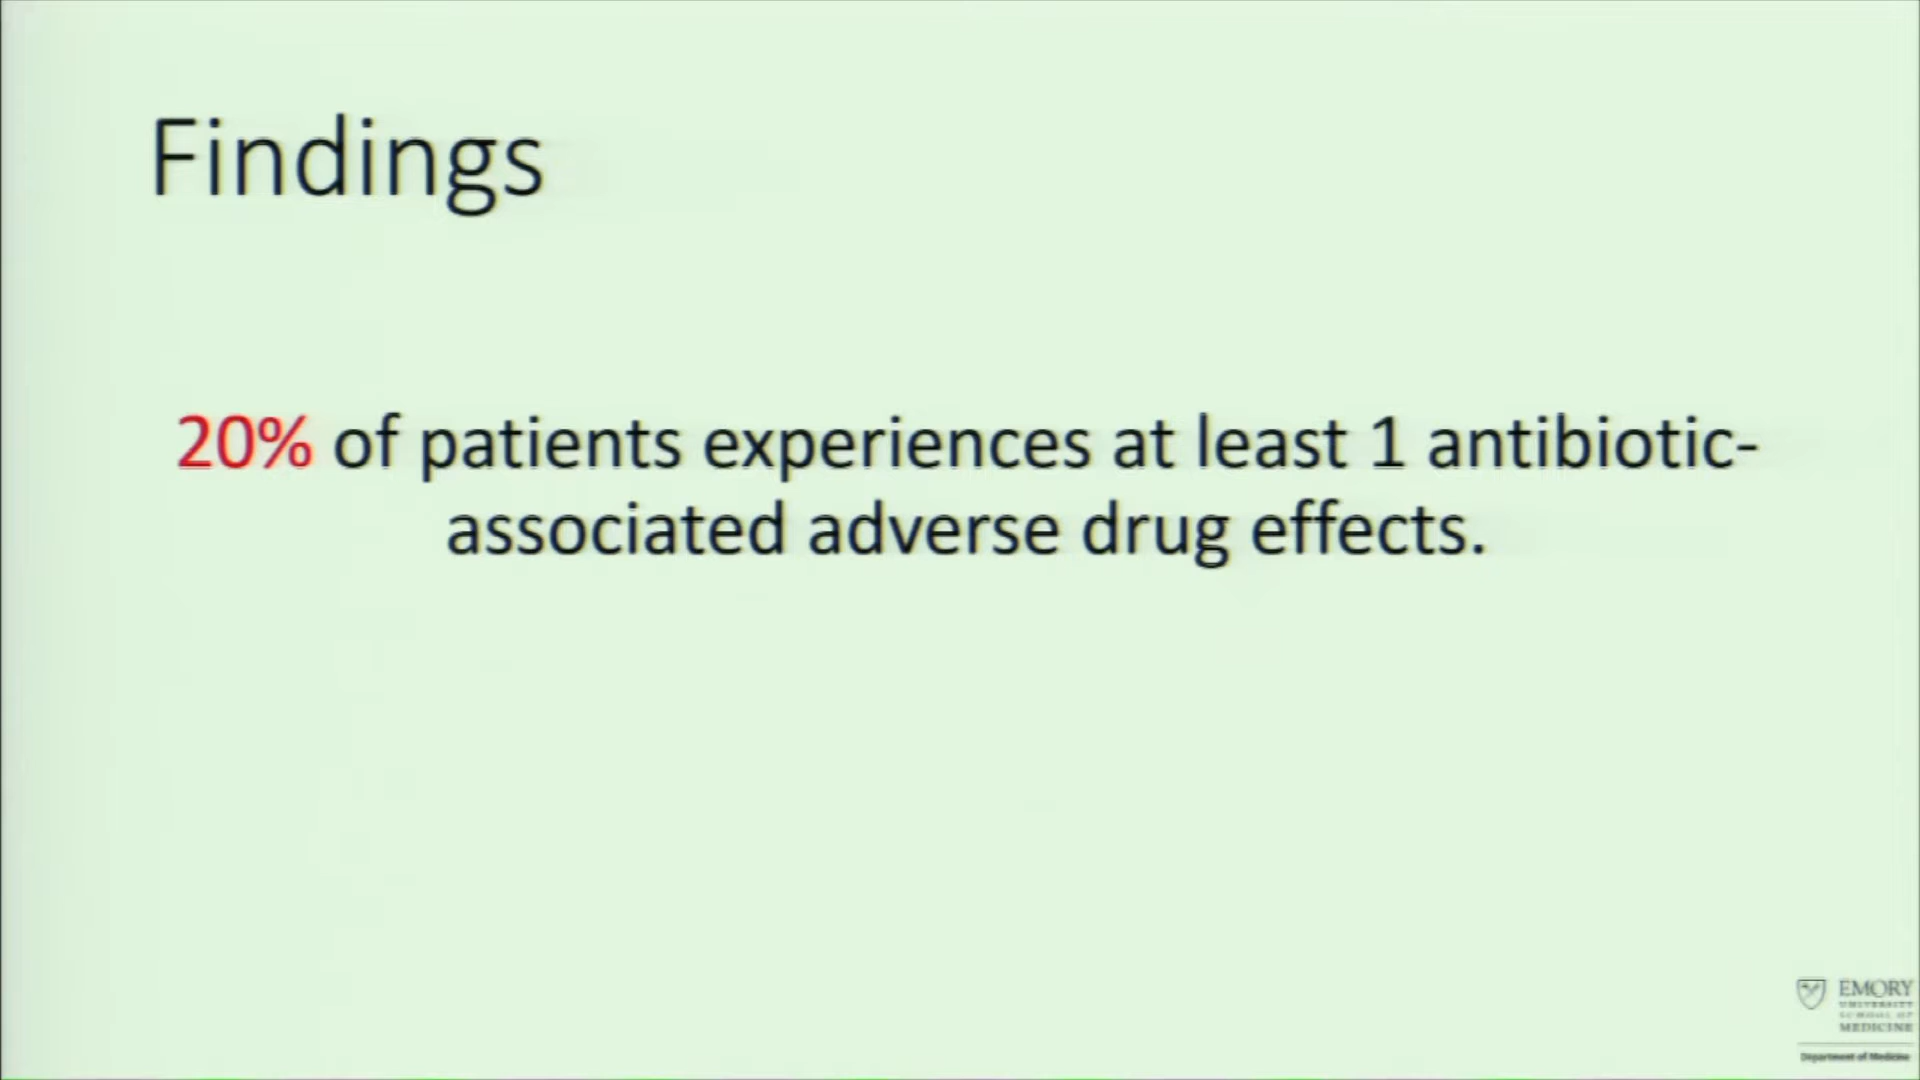 Findings
20% of patients experiences at least 1 antibiotic-
associated adverse drug effects.
EMORY
UNIVERSITY
SCHOOL OF
MEDICINE
Department of Medicine